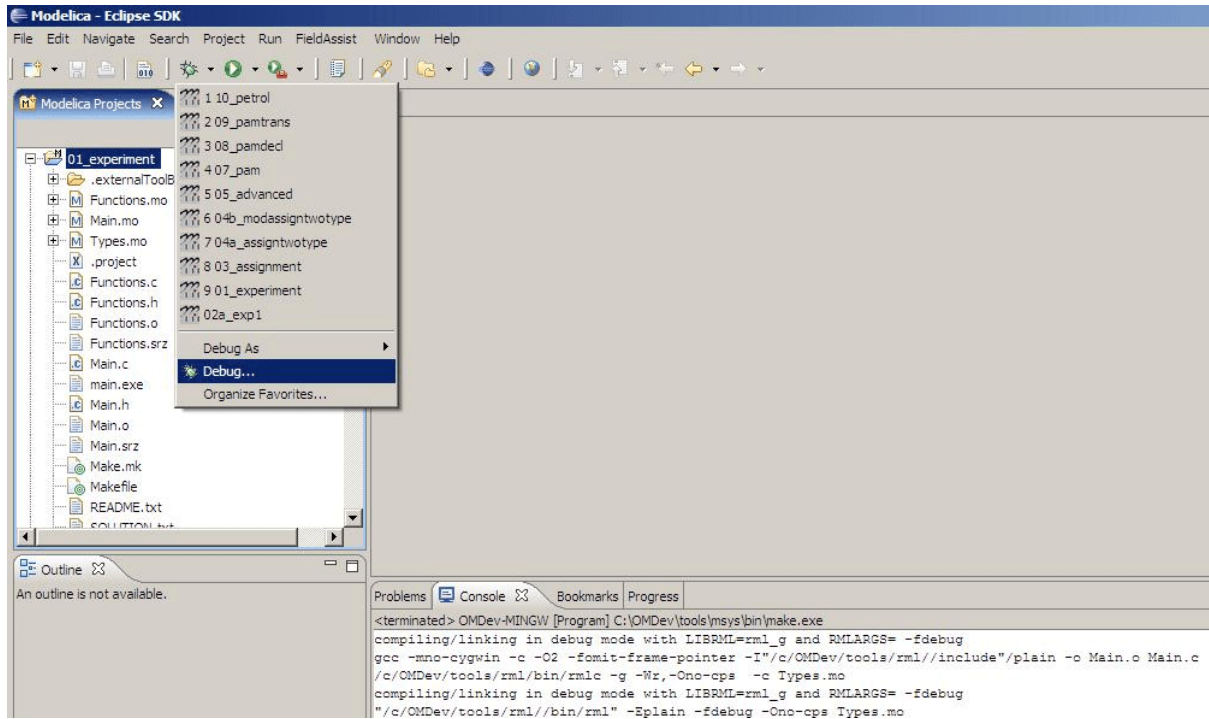 Modelica - Eclipse SDK
File Edit Navigate Search Project Run FieldAssist Window Help
Modelica Projects
1 10_petrol
2 09_pamtrans
3 08_pamdecl
4 07_pam
5 05_advanced
6 04b_modassigntwotype
7 04a_assigntwotype
8 03_assignment
9 01_experiment
02a_exp1
Debug As
Debug...
Organize Favorites...
01_experiment
.externalToolB
Functions.mo
Main.mo
Types.mo
.project
Functions.c
Functions.h
Functions.o
Functions.srz
Main.c
main.exe
Main.h
Main.o
Main.srz
Make.mk
Makefile
README.txt
SOLUTION.txt
Outline
An outline is not available.
Problems Console Bookmarks Progress
<terminated> OMDev-MINGW [Program] C:\OMDev\tools\msys\bin\make.exe
compiling/linking in debug mode with LIBRML=rml_g and RMLARGS= -fdebug
gcc -mno-cygwin -c -O2 -fomit-frame-pointer -I"/c/OMDev/tools/rml//include"/plain -o Main.o Main.c
/c/OMDev/tools/rml/bin/rmlc -g -Wr,-Ono-cps -c Types.mo
compiling/linking in debug mode with LIBRML=rml_g and RMLARGS= -fdebug
"/c/OMDev/tools/rml//bin/rml" -Eplain -fdebug -Ono-cps Types.mo